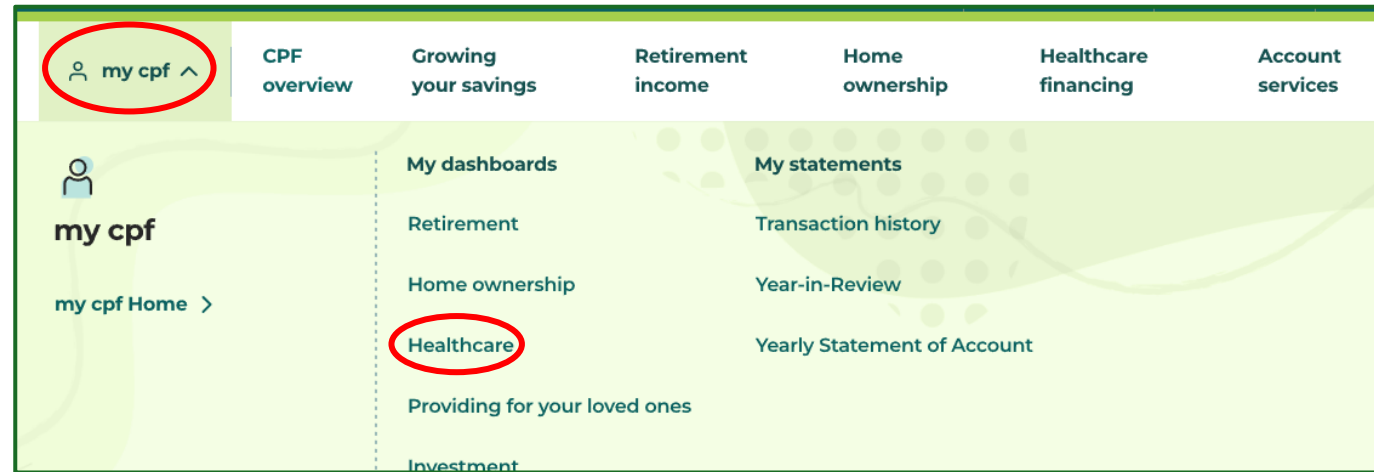 my cpf
CPF
overview
Growing
your savings
Retirement
income
Home
ownership
Healthcare
financing
Account
services
my cpf
my cpf Home >
My dashboards
Retirement
Home ownership
Healthcare
Providing for your loved ones
Investment
My statements
Transaction history
Year-in-Review
Yearly Statement of Account